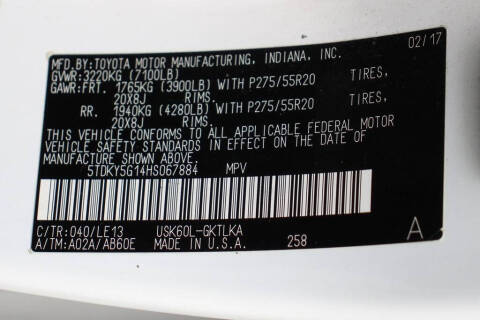 MFD.BY:TOYOTA MOTOR MANUFACTURING, INDIANA, INC. 02/17
GVWR:3220KG (7100LB)
GAWR:FRT. 1765KG (3900LB) WITH P275/55R20 TIRES,
20X8J RIMS.
RR. 1940KG (4280LB) WITH P275/55R20 TIRES,
20X8J RIMS.
THIS VEHICLE CONFORMS TO ALL APPLICABLE FEDERAL MOTOR
VEHICLE SAFETY STANDARDS IN EFFECT ON THE DATE OF
MANUFACTURE SHOWN ABOVE.
5TDKY5G14HS067884 MPV
C/TR:040/LE13 USK60L-GKTLKA
A/TM:A02A/AB60E MADE IN U.S.A. 258 A